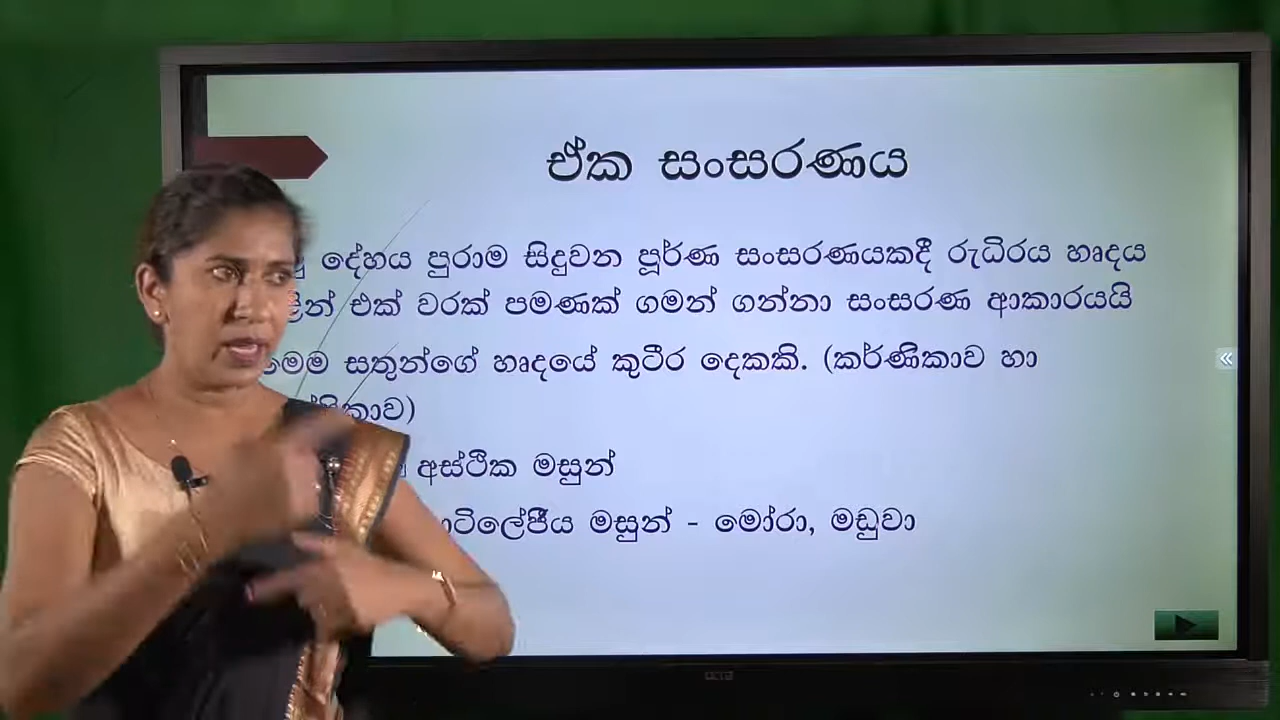 ඒක සංසරණය
දේහය පුරාම සිදුවන පූර්ණ සංසරණයකදී රුධිරය හෘදය
එක් වරක් පමණක් ගමන් ගන්නා සංසරණ ආකාරයයි
මෙම සතුන්ගේ හෘදයේ කුටීර දෙකකි. (කර්ණිකාව හා
අස්ථික මසුන්
මසුන් - මෝරා, මඩුවා